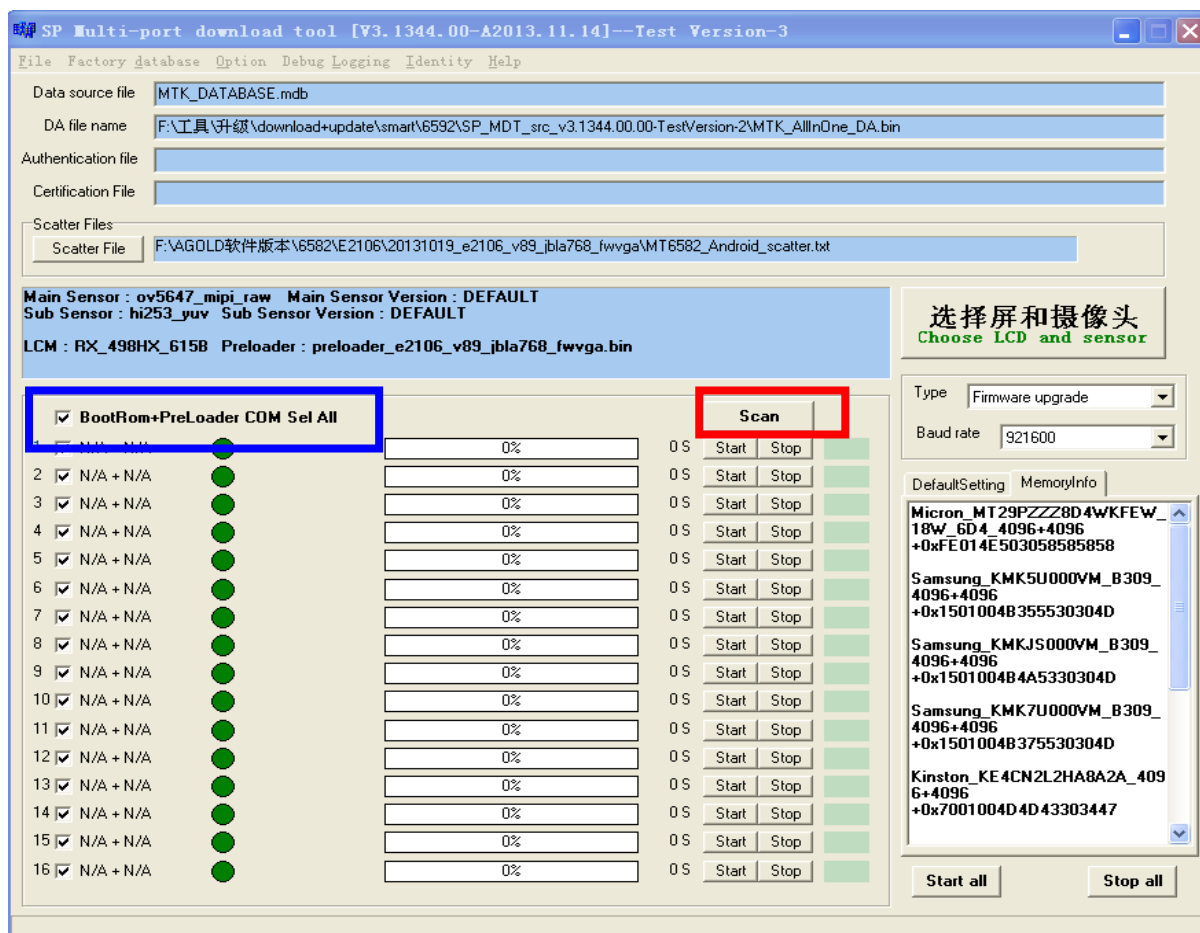 SP Multi-port download tool [V3.1344.00-A2013.11.14]--Test Version-3
File Factory database Option Debug Logging Identity Help
Data source file MTK_DATABASE.mdb
DA file name F:\工具\升级\download+update\smart\6592\SP_MDT_src_v3.1344.00.00-TestVersion-2\MTK_AllInOne_DA.bin
Authentication file
Certification File
Scatter Files
Scatter File F:\AGOLD软件版本\6582\E2106\20131019_e2106_v89_jbla768_fwvga\MT6582_Android_scatter.txt
Main Sensor : ov5647_mipi_raw Main Sensor Version : DEFAULT
Sub Sensor : hi253_yuv Sub Sensor Version : DEFAULT
LCM : RX_498HX_615B Preloader : preloader_e2106_v89_jbla768_fwvga.bin
选择屏和摄像头
Choose LCD and sensor
BootRom+PreLoader COM Sel All Scan
1 N/A + N/A 0% 0 S Start Stop
2 N/A + N/A 0% 0 S Start Stop
3 N/A + N/A 0% 0 S Start Stop
4 N/A + N/A 0% 0 S Start Stop
5 N/A + N/A 0% 0 S Start Stop
6 N/A + N/A 0% 0 S Start Stop
7 N/A + N/A 0% 0 S Start Stop
8 N/A + N/A 0% 0 S Start Stop
9 N/A + N/A 0% 0 S Start Stop
10 N/A + N/A 0% 0 S Start Stop
11 N/A + N/A 0% 0 S Start Stop
12 N/A + N/A 0% 0 S Start Stop
13 N/A + N/A 0% 0 S Start Stop
14 N/A + N/A 0% 0 S Start Stop
15 N/A + N/A 0% 0 S Start Stop
16 N/A + N/A 0% 0 S Start Stop
Type Firmware upgrade
Baud rate 921600
DefaultSetting MemoryInfo
Micron_MT29PZZZ8D4WKFEW_
18W_6D4_4096+4096
+0xFE014E503058585858
Samsung_KMK5U000VM_B309_
4096+4096
+0x1501004B355530304D
Samsung_KMKJS000VM_B309_
4096+4096
+0x1501004B4A5330304D
Samsung_KMK7U000VM_B309_
4096+4096
+0x1501004B375530304D
Kinston_KE4CN2L2HA8A2A_409
6+4096
+0x7001004D4D43303447
Start all Stop all